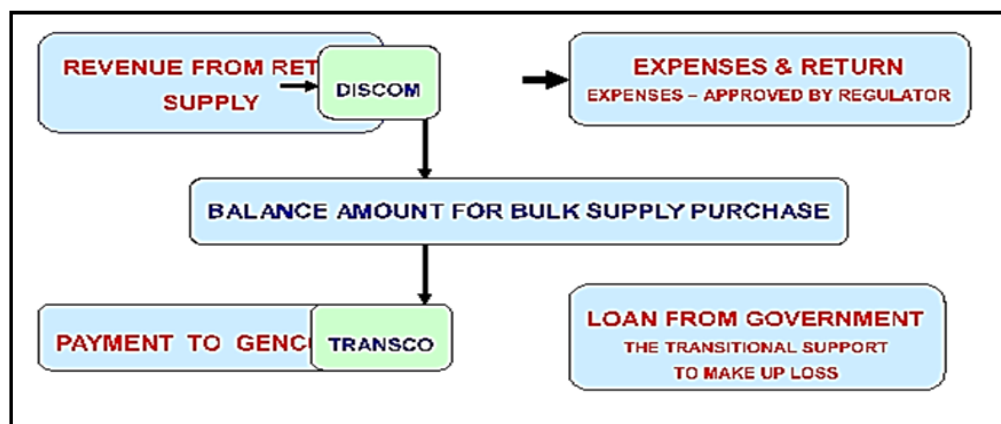 REVENUE FROM RET
SUPPLY
DISCOM
EXPENSES & RETURN
EXPENSES – APPROVED BY REGULATOR
BALANCE AMOUNT FOR BULK SUPPLY PURCHASE
PAYMENT TO GENC
TRANSCO
LOAN FROM GOVERNMENT
THE TRANSITIONAL SUPPORT
TO MAKE UP LOSS